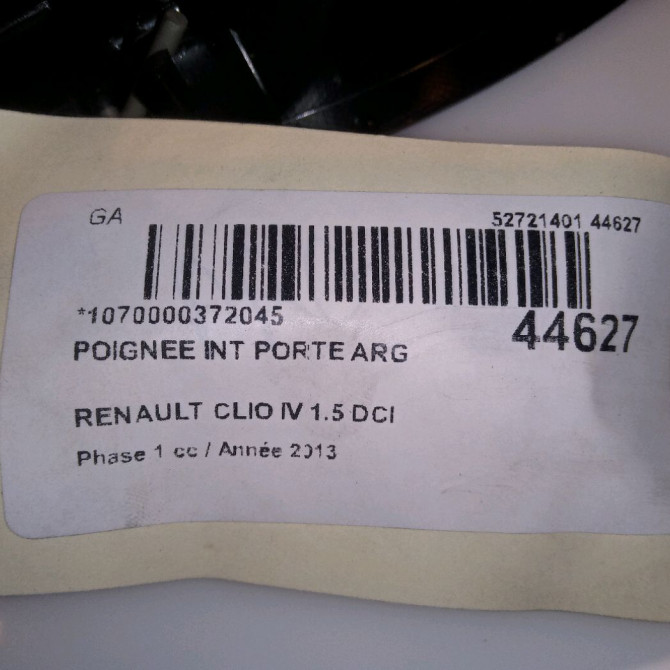 GA
52721401 44627
*1070000372045
44627
POIGNEE INT PORTE ARG
RENAULT CLIO IV 1.5 DCI
Phase 1 cc / Année 2013